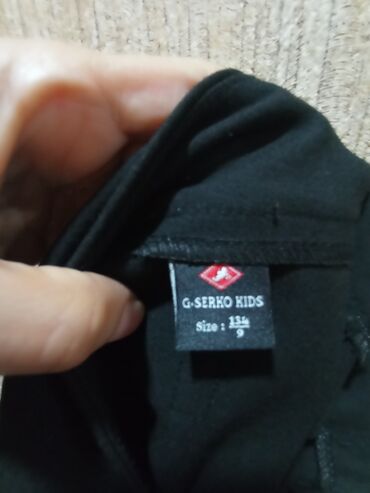 G-SERKO KIDS
Size : 134
9